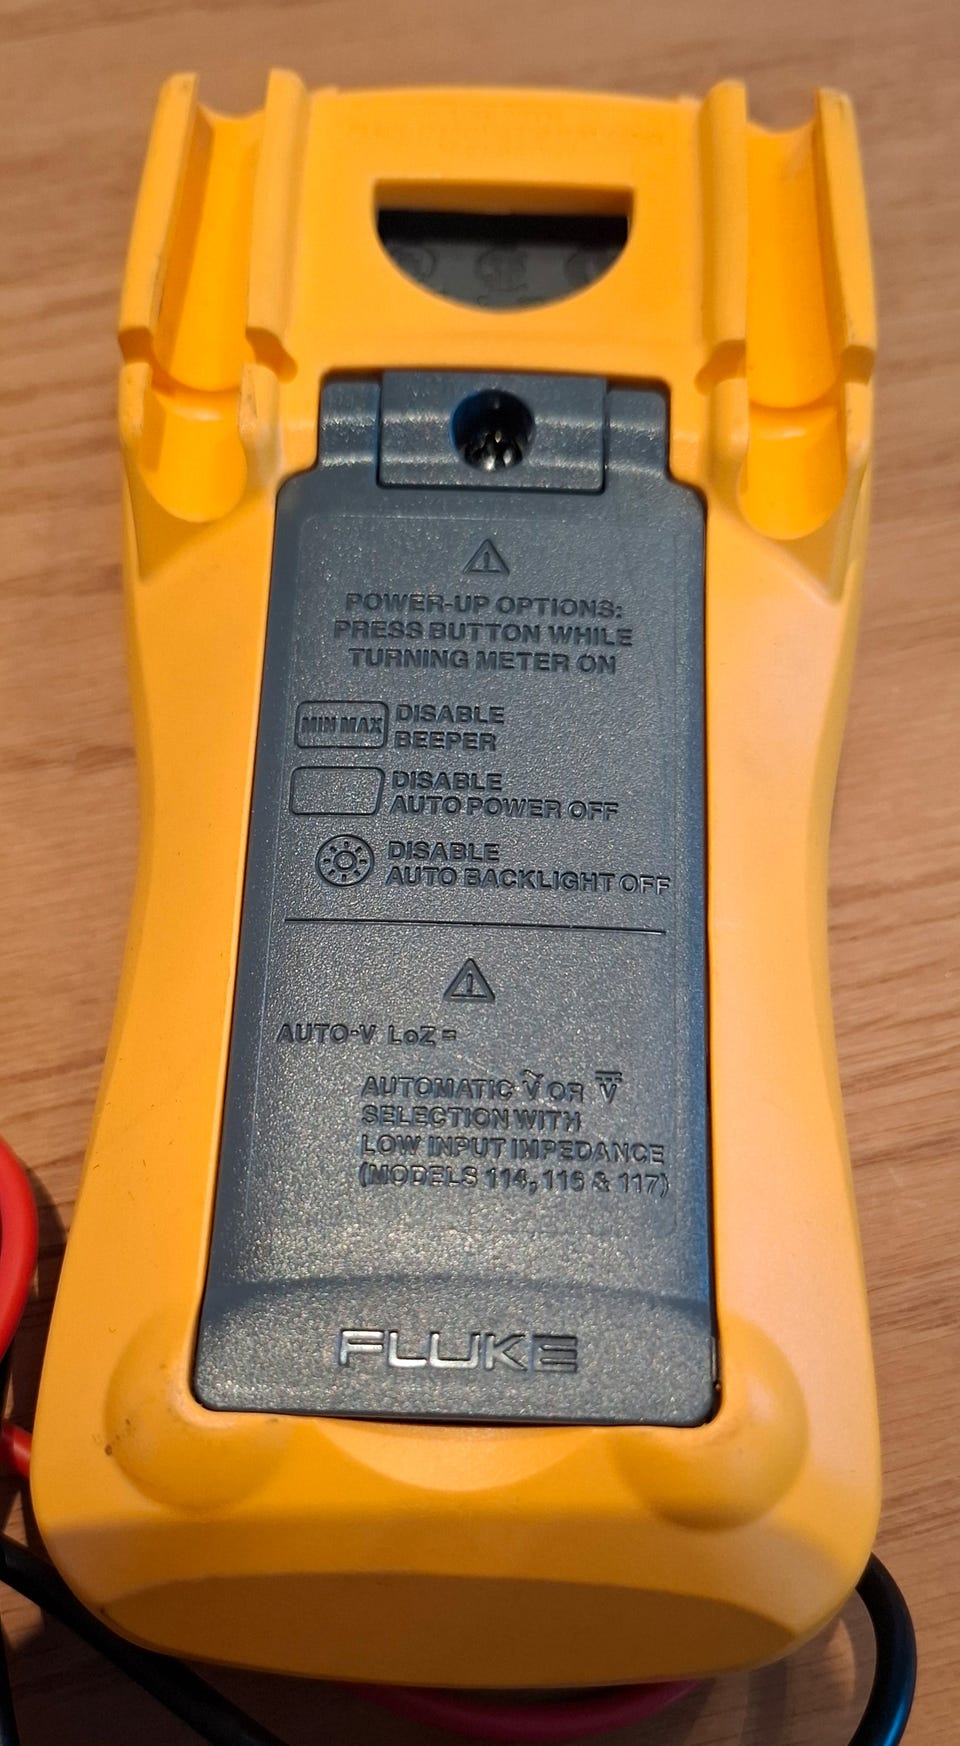 POWER-UP OPTIONS:
PRESS BUTTON WHILE
TURNING METER ON
MIN MAX DISABLE
BEEPER
DISABLE
AUTO POWER OFF
DISABLE
AUTO BACKLIGHT OFF
AUTO-V LoZ =
AUTOMATIC Ṽ OR V
SELECTION WITH
LOW INPUT IMPEDANCE
(MODELS 114, 116 & 117)
FLUKE